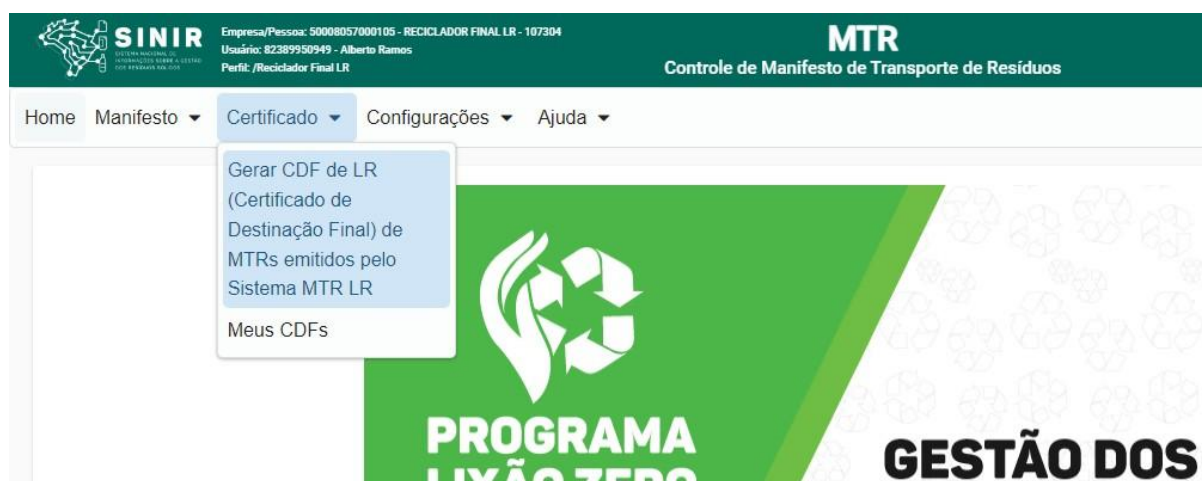 SINIR
SISTEMA NACIONAL DE
INFORMAÇÕES SOBRE A GESTÃO
DOS RESÍDUOS SÓLIDOS
Empresa/Pessoa: 50008057000105 - RECICLADOR FINAL LR - 107304
Usuário: 82389950949 - Alberto Ramos
Perfil: /Reciclador Final LR
MTR
Controle de Manifesto de Transporte de Resíduos
Home Manifesto Certificado Configurações Ajuda
Gerar CDF de LR
(Certificado de
Destinação Final) de
MTRs emitidos pelo
Sistema MTR LR
Meus CDFs
PROGRAMA
LIXÃO ZERO
GESTÃO DOS